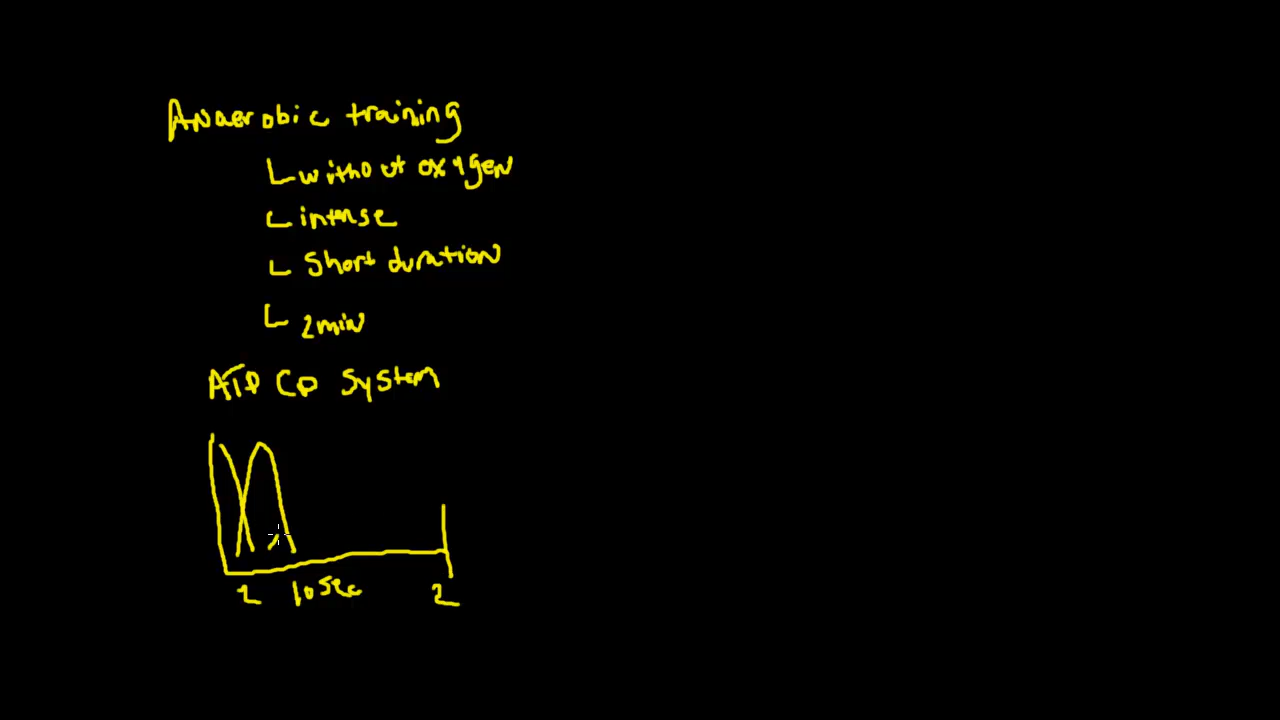 Anaerobic training
without oxygen
intense
Short duration
2min
ATP CP System
2 10sec 2